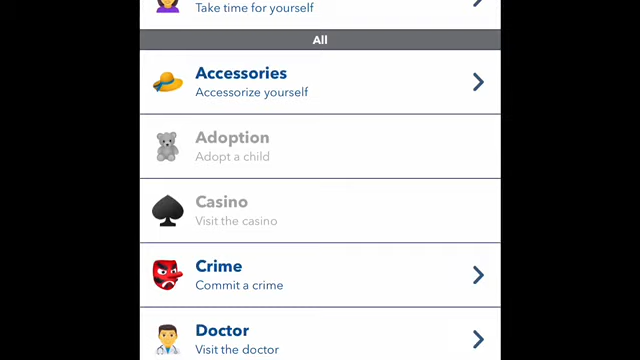 Take time for yourself
All
Accessories
Accessorize yourself
Adoption
Adopt a child
Casino
Visit the casino
Crime
Commit a crime
Doctor
Visit the doctor